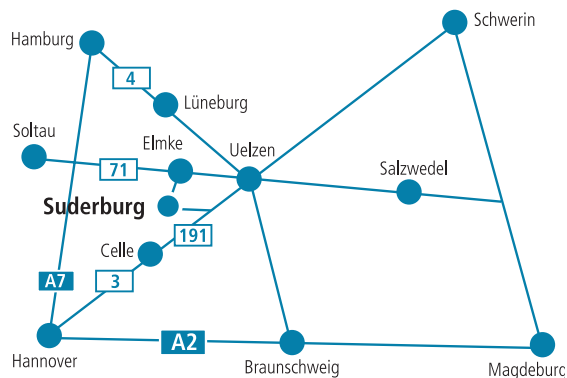 Schwerin
Hamburg
4
Lüneburg
Soltau
Elmke
Uelzen
71
Salzwedel
Suderburg
191
Celle
A7
3
A2
Hannover
Braunschweig
Magdeburg